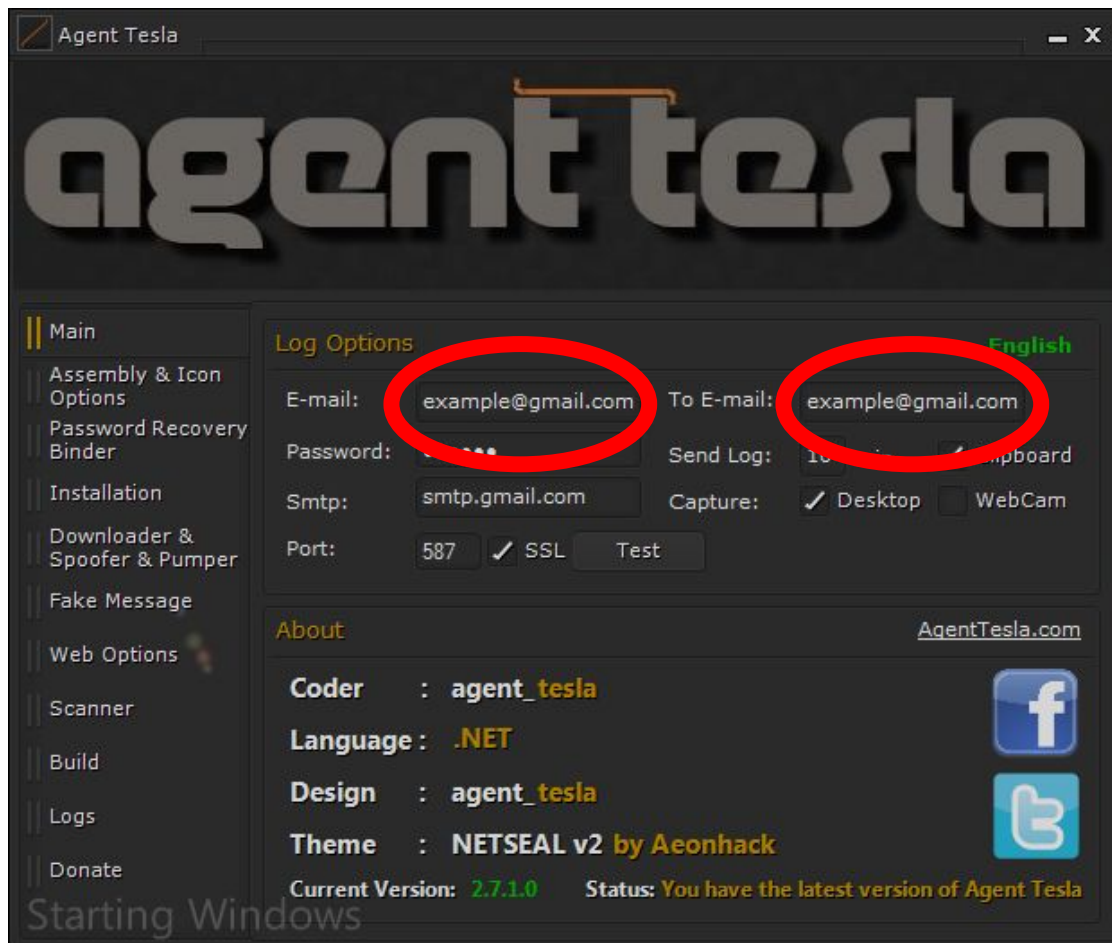 Agent Tesla
agent tesla
Main
Assembly & Icon
Options
Password Recovery
Binder
Installation
Downloader &
Spoofer & Pumper
Fake Message
Web Options
Scanner
Build
Logs
Donate
Log Options English
E-mail: example@gmail.com To E-mail: example@gmail.com
Password: Send Log:
Smtp: smtp.gmail.com Capture: Desktop WebCam
Port: 587 SSL Test
About AgentTesla.com
Coder : agent_tesla
Language : .NET
Design : agent_tesla
Theme : NETSEAL v2 by Aeonhack
Current Version: 2.7.1.0 Status: You have the latest version of Agent Tesla
Starting Windows